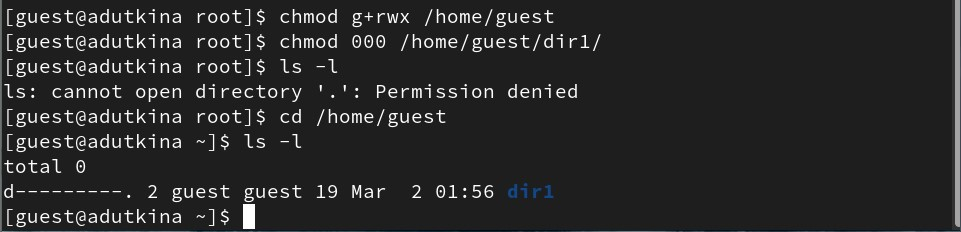 [guest@adutkina root]$ chmod g+rwx /home/guest
[guest@adutkina root]$ chmod 000 /home/guest/dir1/
[guest@adutkina root]$ ls -l
ls: cannot open directory '.': Permission denied
[guest@adutkina root]$ cd /home/guest
[guest@adutkina ~]$ ls -l
total 0
d---------. 2 guest guest 19 Mar  2 01:56 dir1
[guest@adutkina ~]$